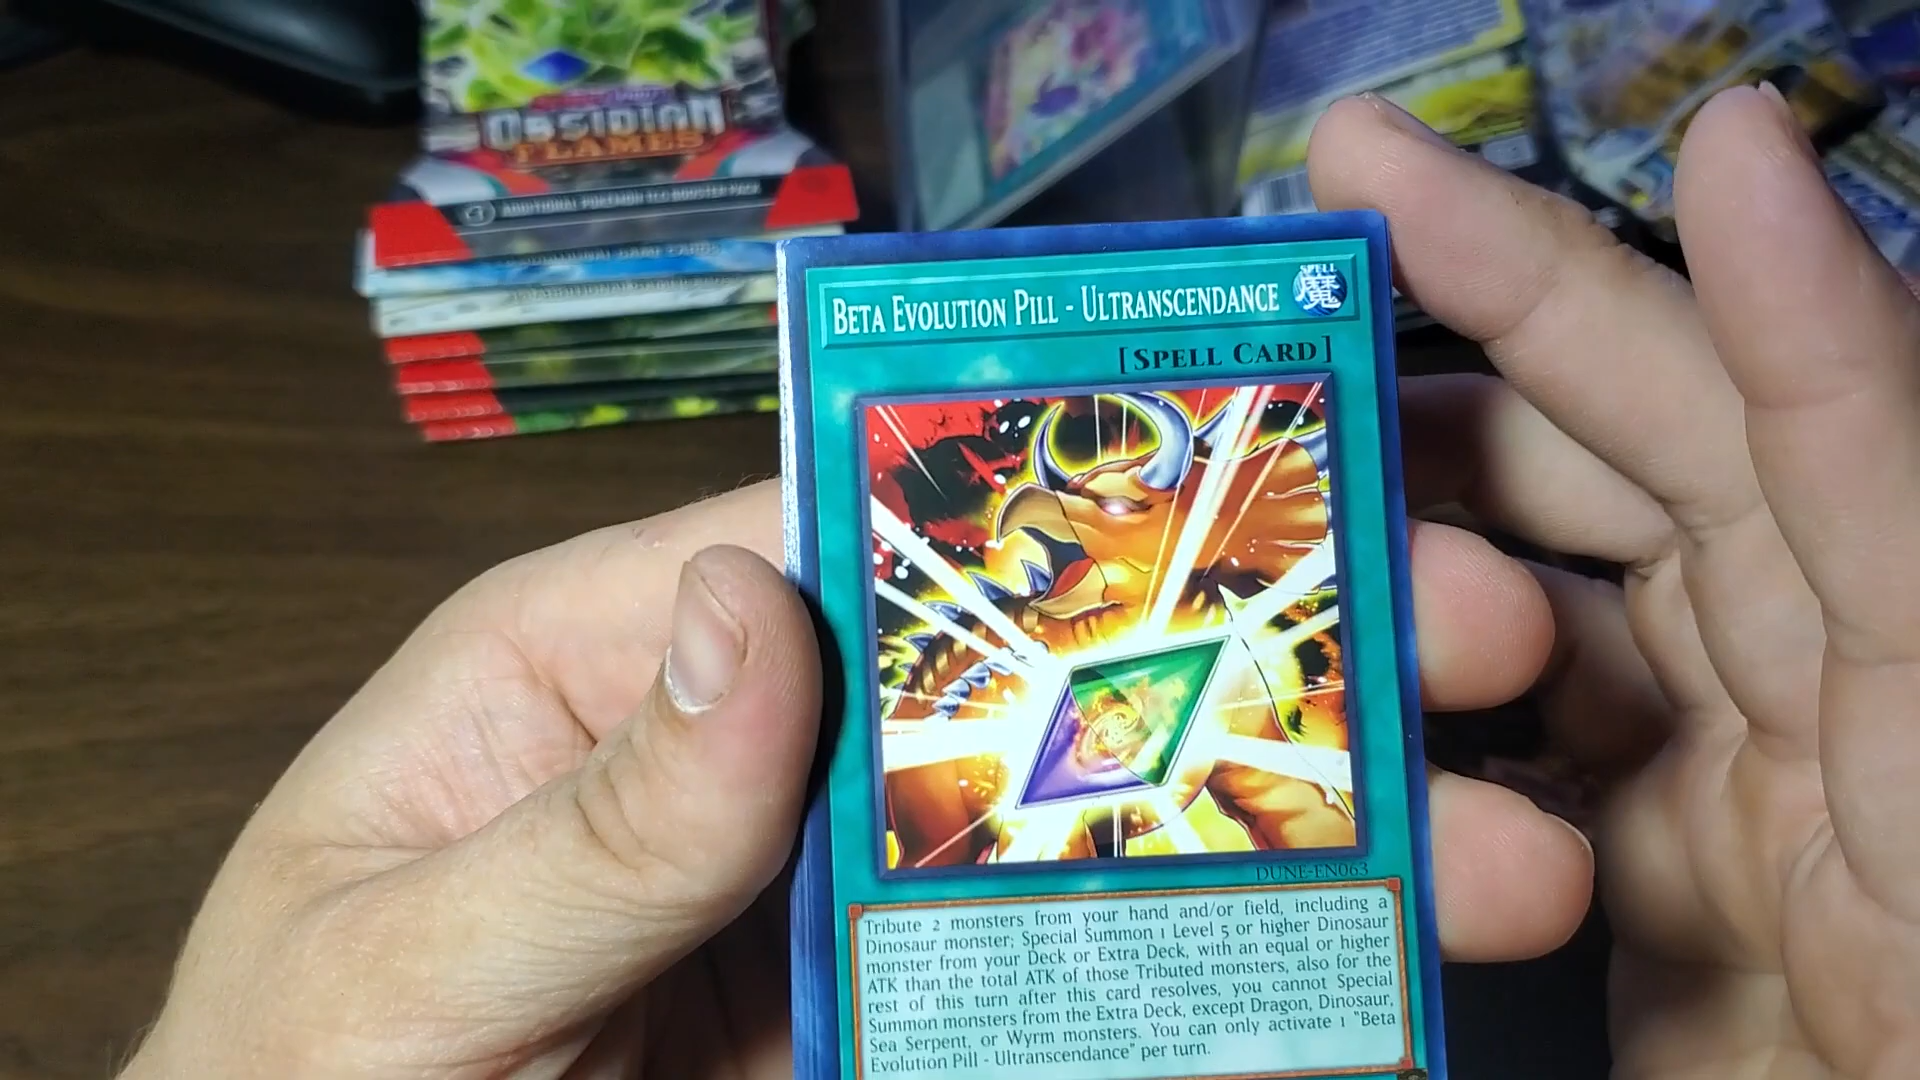 OBSIDIAN
FLAMES
ADDITIONAL POKEMON TCG BOOSTER PACK
BETA EVOLUTION PILL - ULTRANSCENDANCE
SPELL
魔
[SPELL CARD]
DUNE-EN063
Tribute 2 monsters from your hand and/or field, including a
Dinosaur monster; Special Summon 1 Level 5 or higher Dinosaur
monster from your Deck or Extra Deck, with an equal or higher
ATK than the total ATK of those Tributed monsters, also for the
rest of this turn after this card resolves, you cannot Special
Summon monsters from the Extra Deck, except Dragon, Dinosaur,
Sea Serpent, or Wyrm monsters. You can only activate 1 "Beta
Evolution Pill - Ultranscendance" per turn.